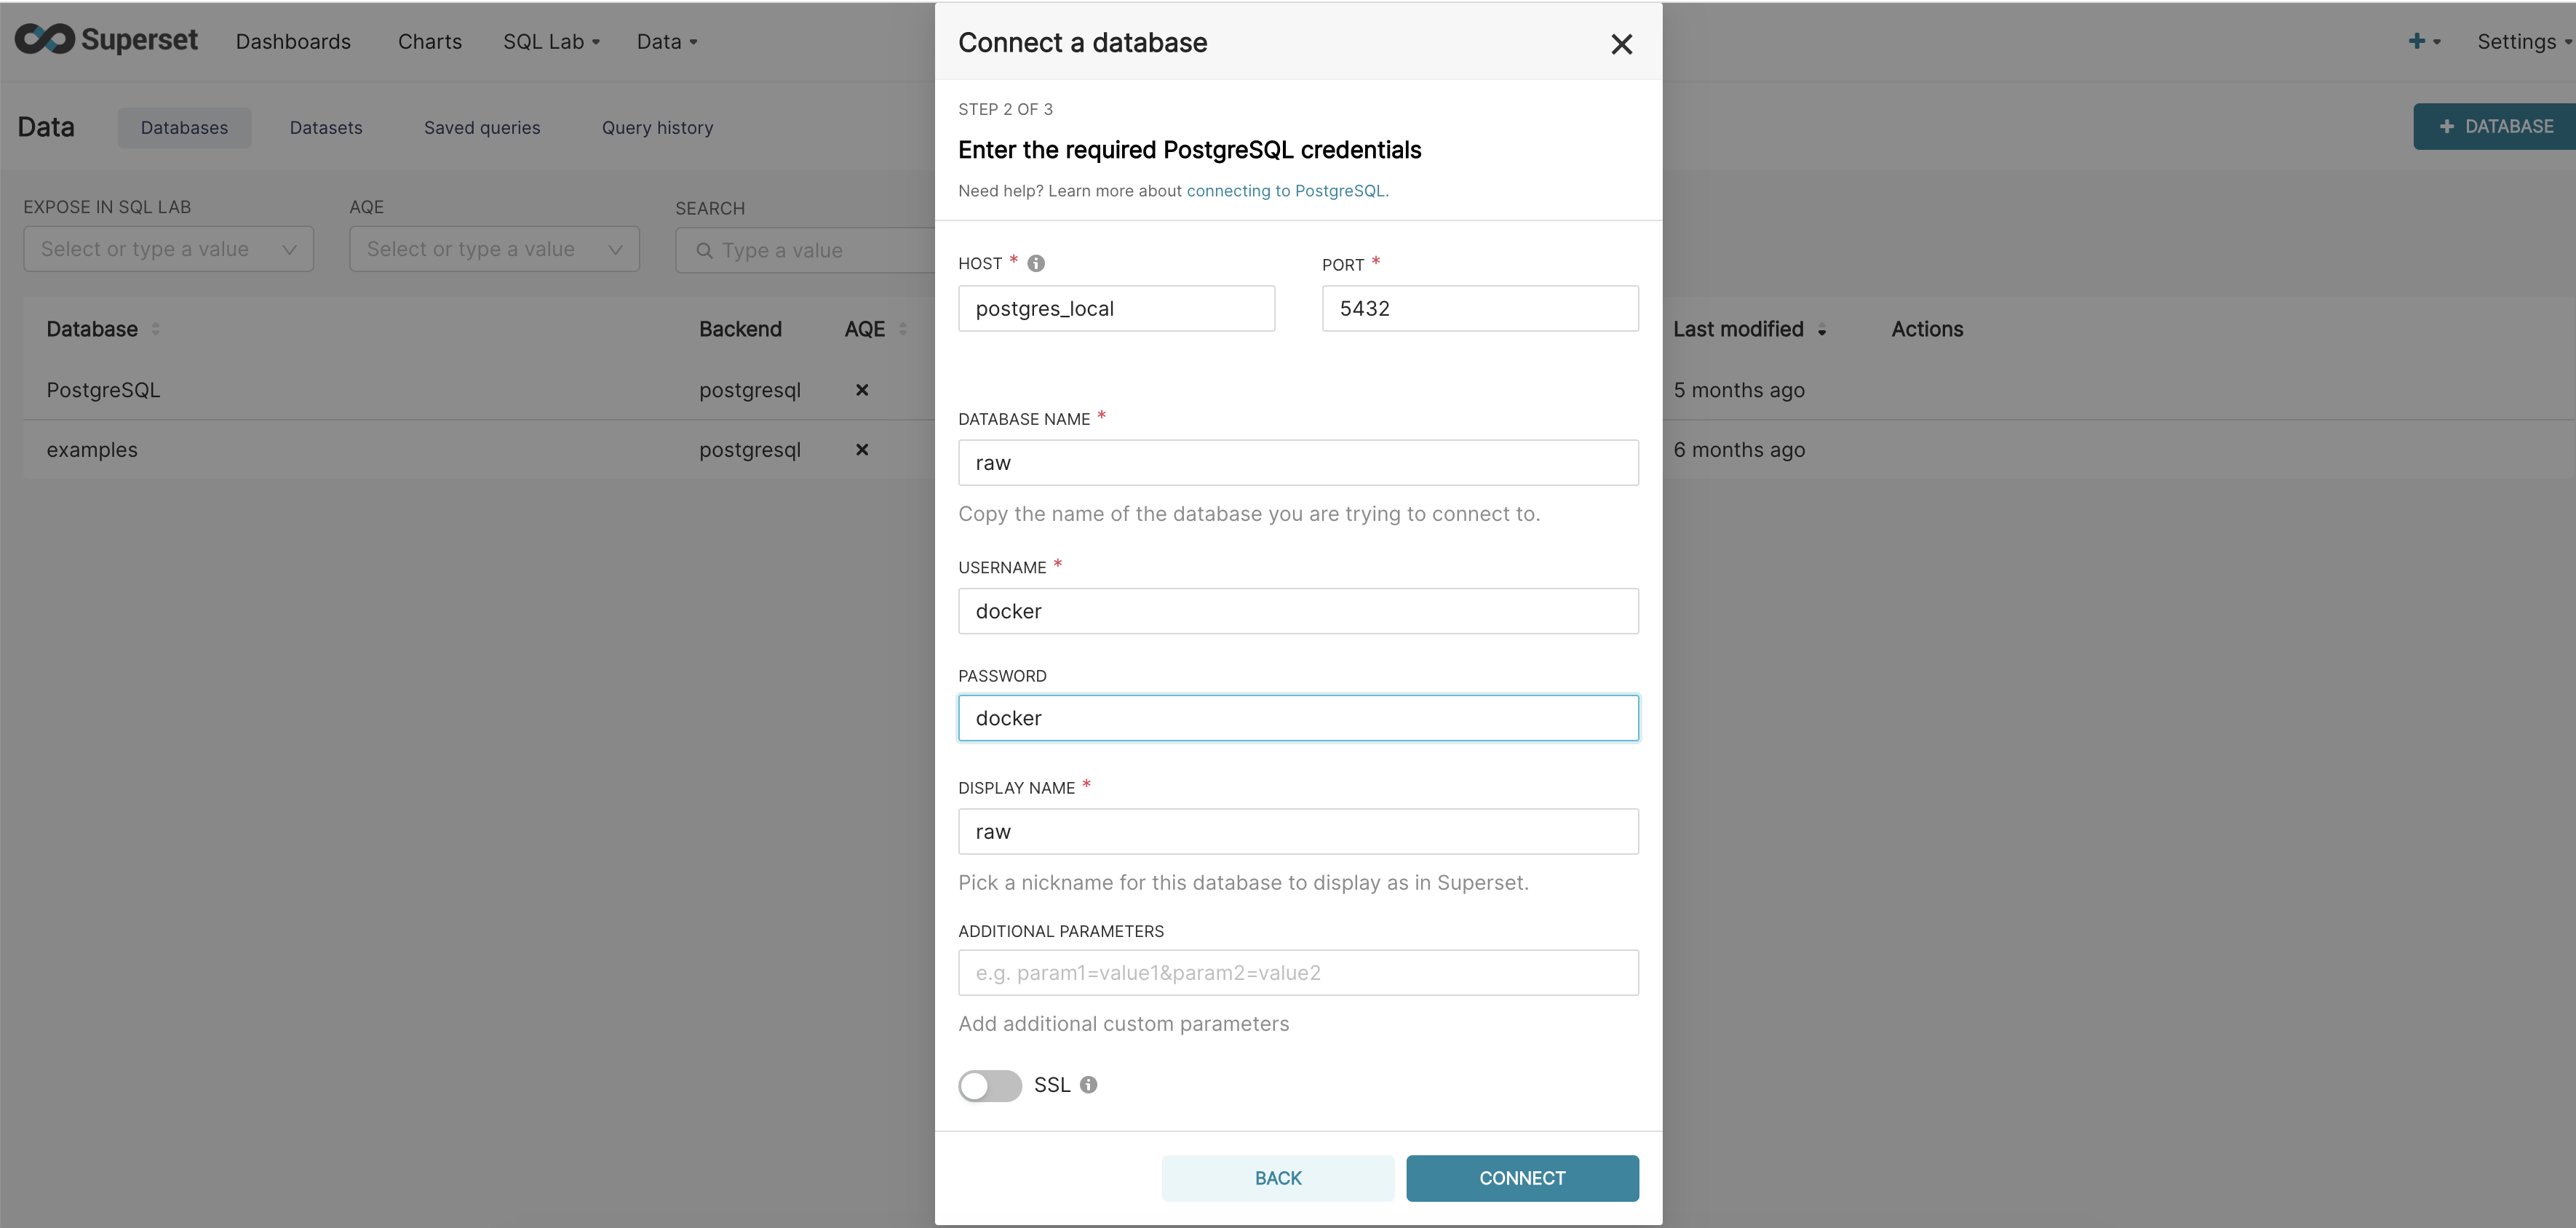 Superset Dashboards Charts SQL Lab Data Settings
Data Databases Datasets Saved queries Query history + DATABASE
EXPOSE IN SQL LAB AQE SEARCH
Select or type a value Select or type a value Type a value
Database Backend AQE Last modified Actions
PostgreSQL postgresql 5 months ago
examples postgresql 6 months ago
Connect a database
STEP 2 OF 3
Enter the required PostgreSQL credentials
Need help? Learn more about connecting to PostgreSQL.
HOST * PORT *
postgres_local 5432
DATABASE NAME *
raw
Copy the name of the database you are trying to connect to.
USERNAME *
docker
PASSWORD
docker
DISPLAY NAME *
raw
Pick a nickname for this database to display as in Superset.
ADDITIONAL PARAMETERS
e.g. param1=value1&param2=value2
Add additional custom parameters
SSL
BACK CONNECT